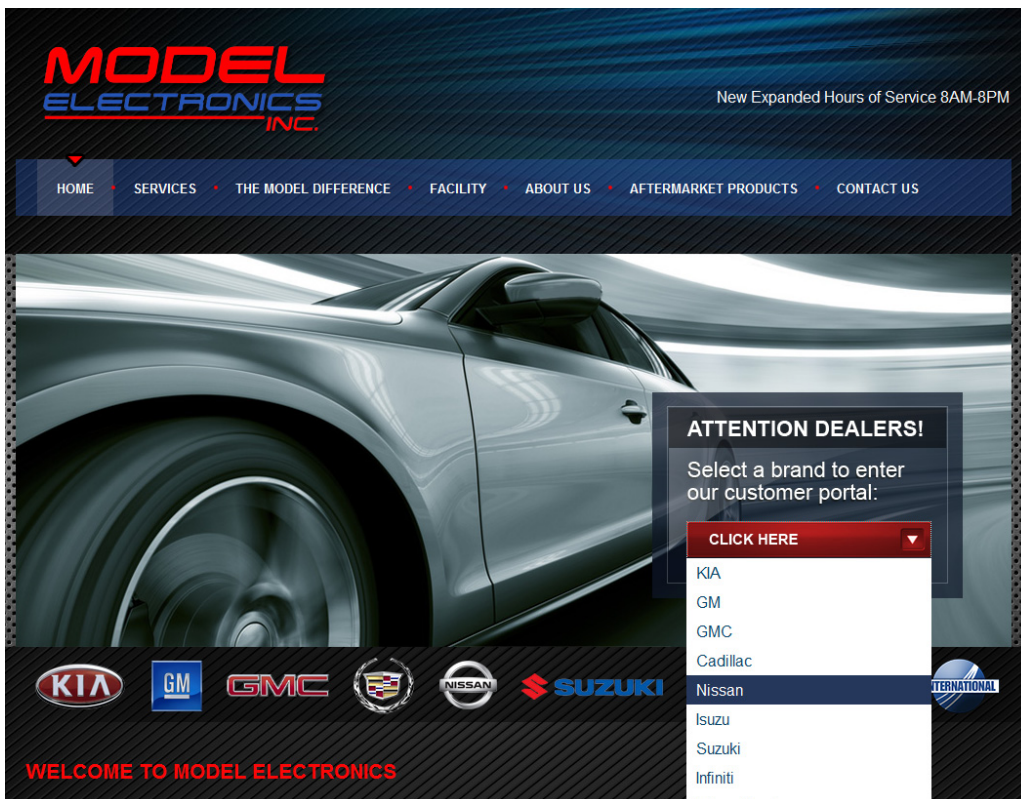 MODEL
ELECTRONICS
INC.
New Expanded Hours of Service 8AM-8PM
HOME • SERVICES • THE MODEL DIFFERENCE • FACILITY • ABOUT US • AFTERMARKET PRODUCTS • CONTACT US
ATTENTION DEALERS!
Select a brand to enter
our customer portal:
CLICK HERE
KIA
GM
GMC
Cadillac
Nissan
Isuzu
Suzuki
Infiniti
KIA GM GMC NISSAN SUZUKI
WELCOME TO MODEL ELECTRONICS